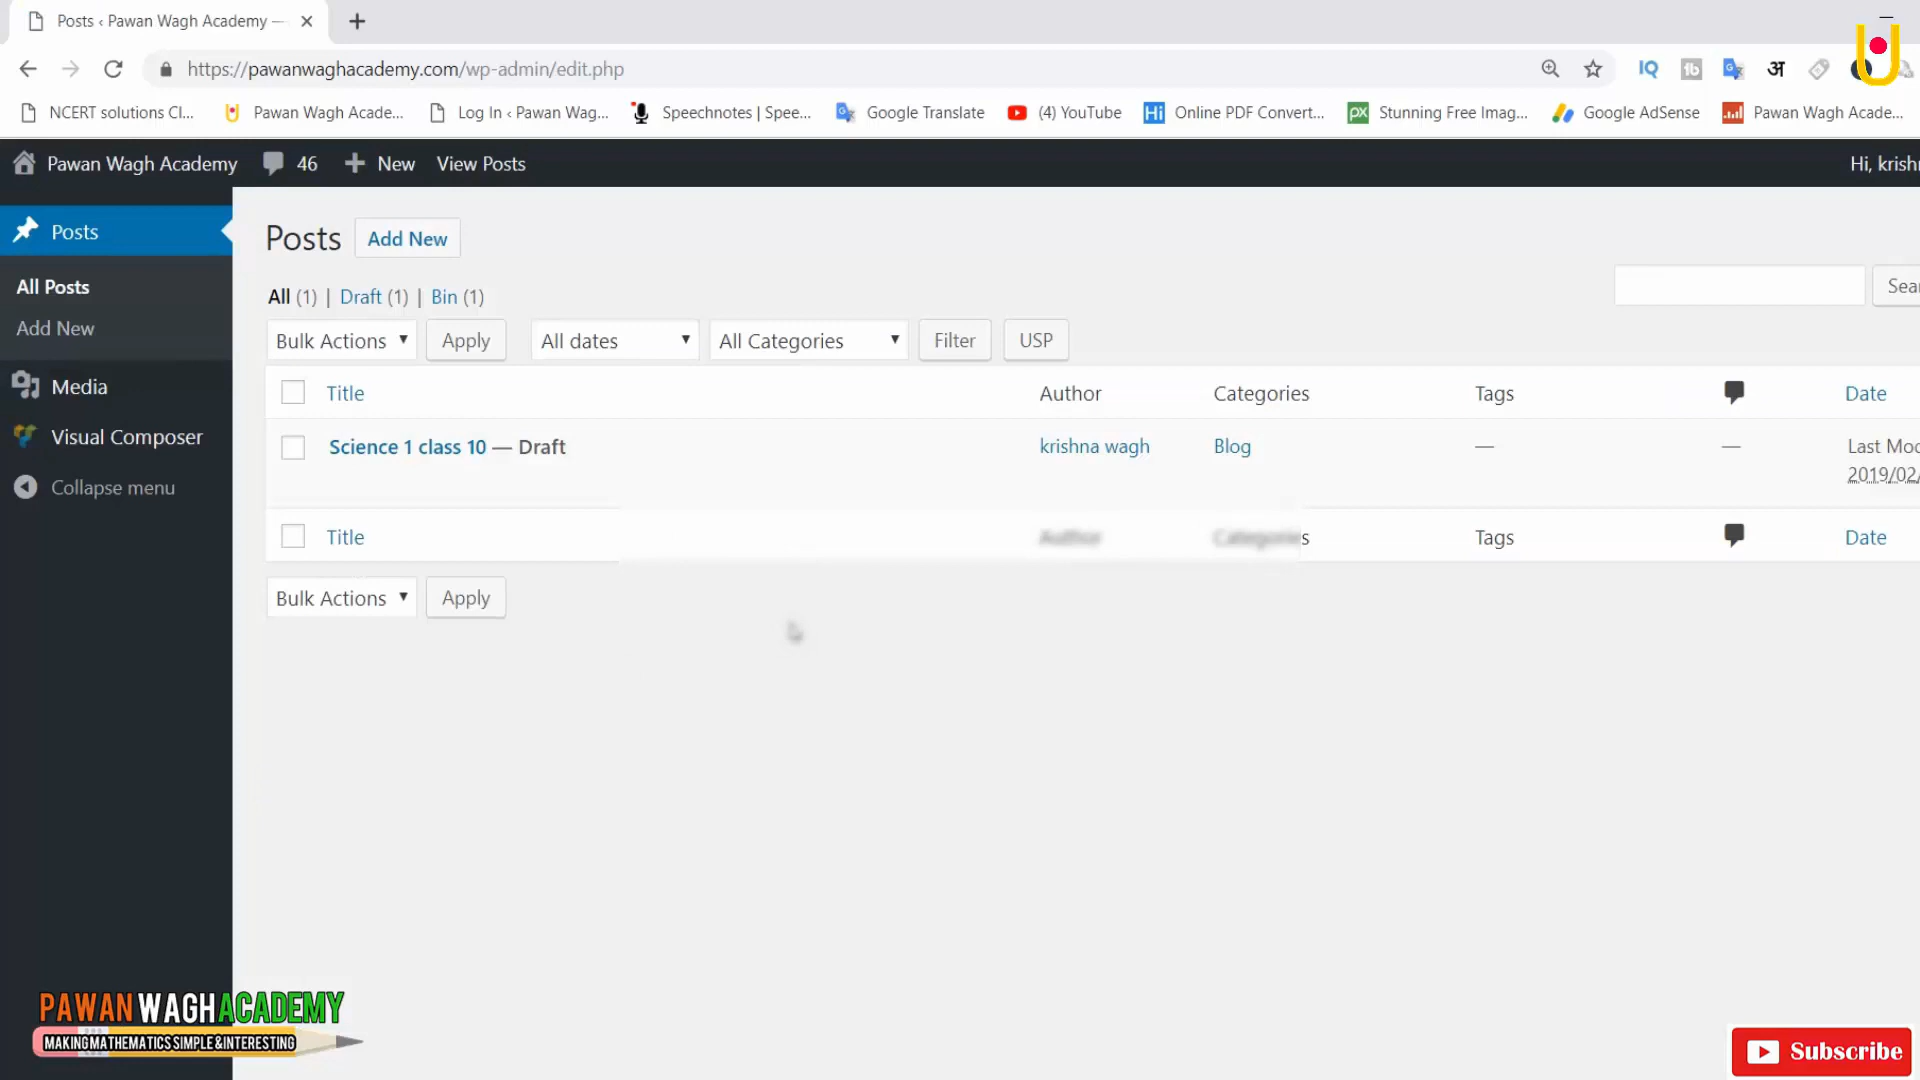 Posts ‹ Pawan Wagh Academy —
https://pawanwaghacademy.com/wp-admin/edit.php
IQ
अ
NCERT solutions Cl...
Pawan Wagh Acade...
Log In ‹ Pawan Wag...
Speechnotes | Spee...
Google Translate
(4) YouTube
Hi
Online PDF Convert...
px
Stunning Free Imag...
Google AdSense
Pawan Wagh Acade...
Pawan Wagh Academy
46
New
View Posts
Hi, krish
Posts
All Posts
Add New
Media
Visual Composer
Collapse menu
Posts
Add New
All (1) | Draft (1) | Bin (1)
Sea
Bulk Actions
Apply
All dates
All Categories
Filter
USP
Title
Author
Categories
Tags
Date
Science 1 class 10 — Draft
krishna wagh
Blog
—
—
Last Mod
2019/02/
Title
Author
Categories
Tags
Date
Bulk Actions
Apply
PAWAN WAGH ACADEMY
MAKING MATHEMATICS SIMPLE & INTERESTING
Subscribe